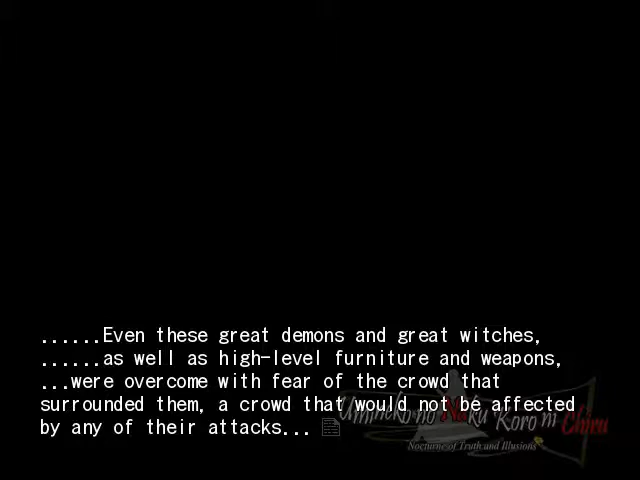 ......Even these great demons and great witches,
......as well as high-level furniture and weapons,
...were overcome with fear of the crowd that
surrounded them, a crowd that would not be affected
by any of their attacks...
Umineko no Naku Koro ni Chiru
Nocturne of Truth and Illusions